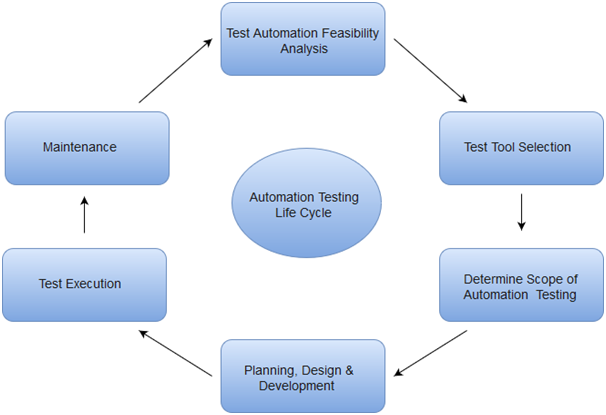 Test Automation Feasibility
Analysis
Maintenance
Test Tool Selection
Automation Testing
Life Cycle
Test Execution
Determine Scope of
Automation Testing
Planning, Design &
Development